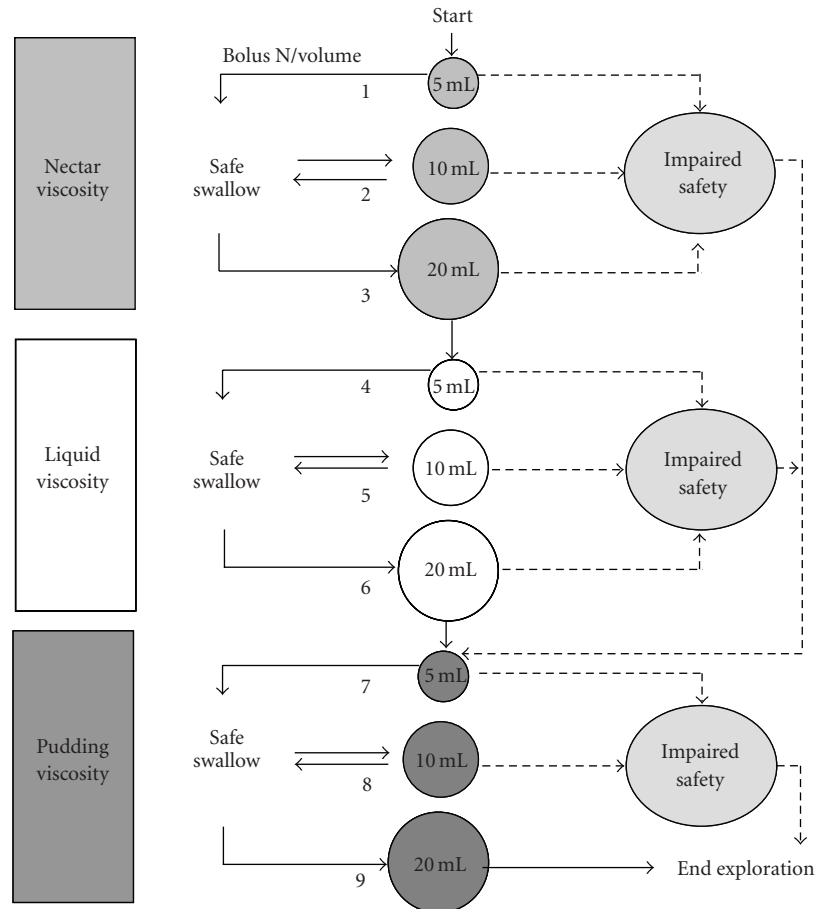 Start
Bolus N/volume
1
5 mL
Nectar
viscosity
Safe
swallow
10 mL
2
Impaired
safety
20 mL
3
4
5 mL
Liquid
viscosity
Safe
swallow
10 mL
5
Impaired
safety
20 mL
6
7
5 mL
Pudding
viscosity
Safe
swallow
10 mL
8
Impaired
safety
20 mL
9
End exploration